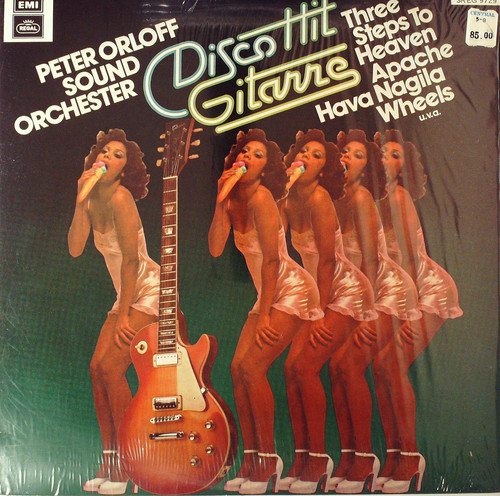 EMI
REGAL
PETER ORLOFF
SOUND
ORCHESTER
Disco Hit
Gitarre
Three
Steps To
Heaven
Apache
Hava Nagila
Wheels
u.v.a.
CENTRAL
85.00